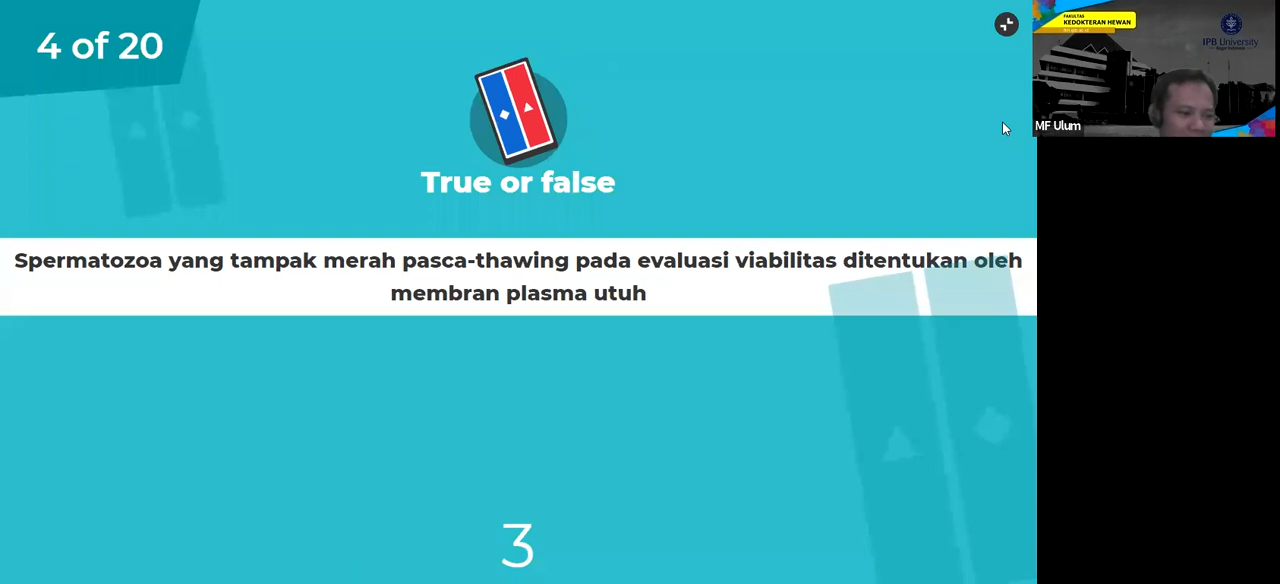 4 of 20
True or false
Spermatozoa yang tampak merah pasca-thawing pada evaluasi viabilitas ditentukan oleh
membran plasma utuh
3
FAKULTAS
KEDOKTERAN HEWAN
IPB University
MF Ulum